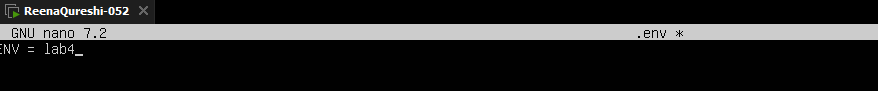 ReenaQureshi-052
GNU nano 7.2 .env *
ENV = lab4_